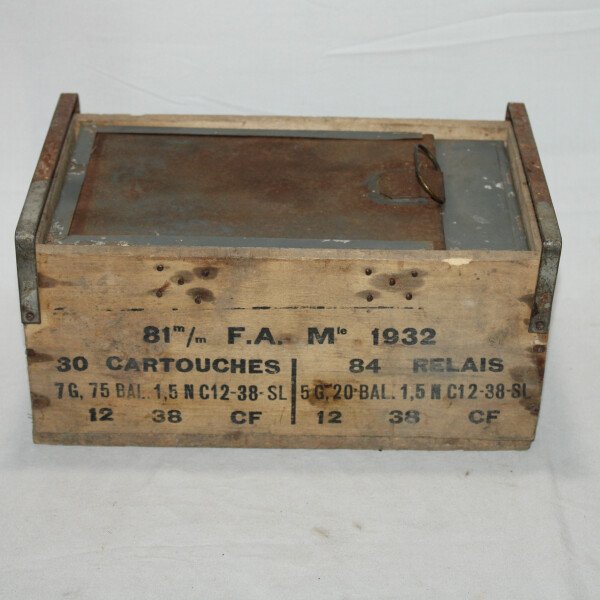 81 m/m F.A. Mle 1932
30 CARTOUCHES
7G,75 BAL.1,5 N C12-38-SL
12 38 CF
84 RELAIS
5G,20-BAL.1,5 N C12-38-SL
12 38 CF